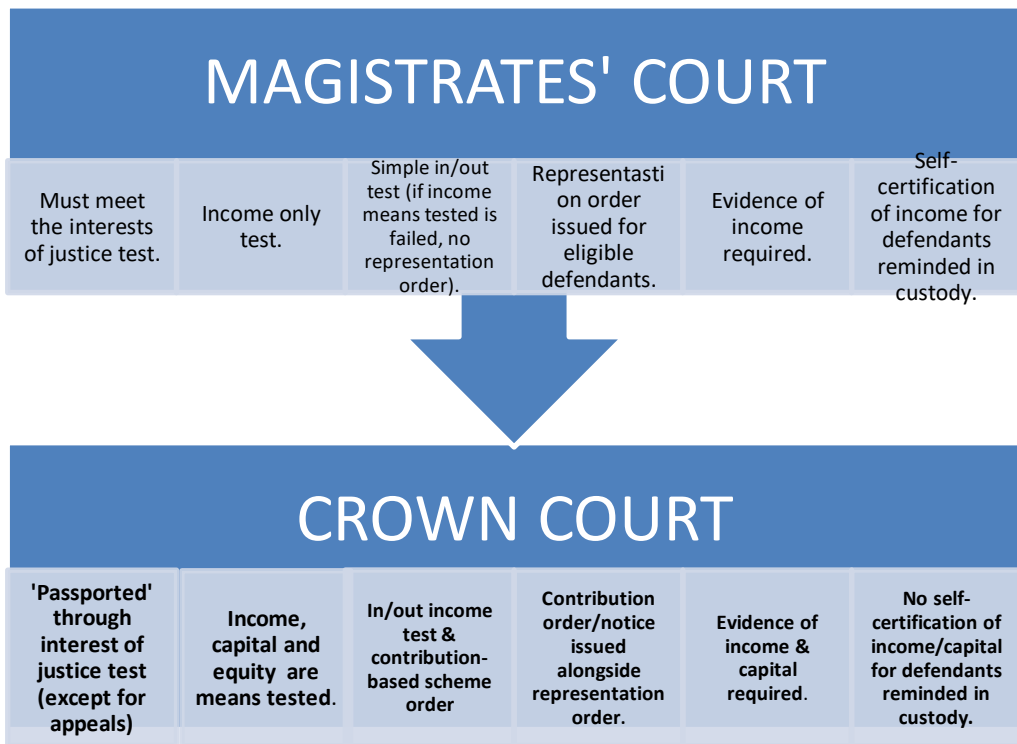 MAGISTRATES' COURT
Must meet
the interests
of justice test.
Income only
test.
Simple in/out
test (if income
means tested is
failed, no
representation
order).
Representasti
on order
issued for
eligible
defendants.
Evidence of
income
required.
Self-
certification
of income for
defendants
reminded in
custody.
CROWN COURT
'Passported'
through
interest of
justice test
(except for
appeals)
Income,
capital and
equity are
means tested.
In/out income
test &
contribution-
based scheme
order
Contribution
order/notice
issued
alongside
representation
order.
Evidence of
income &
capital
required.
No self-
certification of
income/capital
for defendants
reminded in
custody.